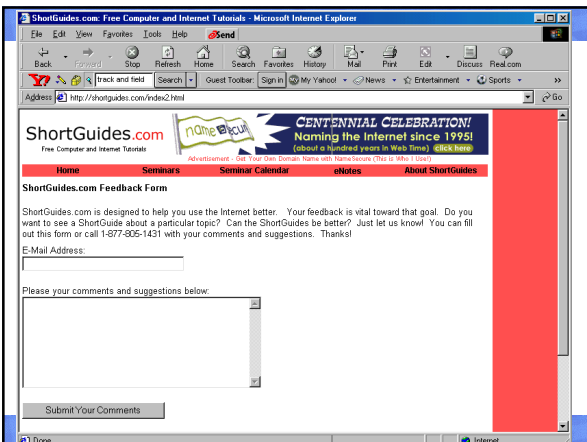 ShortGuides.com: Free Computer and Internet Tutorials - Microsoft Internet Explorer
File Edit View Favorites Tools Help Send
Back Forward Stop Refresh Home Search Favorites History Mail Print Edit Discuss Real.com
Y7? track and field Search Guest Toolbar: Sign in My Yahoo! News Entertainment Sports »
Address http://shortguides.com/index2.html Go
ShortGuides.com
Free Computer and Internet Tutorials
name
CENTENNIAL CELEBRATION!
Naming the Internet since 1995!
(about a hundred years in Web Time) click here
Advertisement - Get Your Own Domain Name with NameSecure (This is Who I Use!)
Home Seminars Seminar Calendar eNotes About ShortGuides
ShortGuides.com Feedback Form
ShortGuides.com is designed to help you use the Internet better. Your feedback is vital toward that goal. Do you
want to see a ShortGuide about a particular topic? Can the ShortGuides be better? Just let us know! You can fill
out this form or call 1-877-805-1431 with your comments and suggestions. Thanks!
E-Mail Address:
Please your comments and suggestions below:
Submit Your Comments
Done Internet